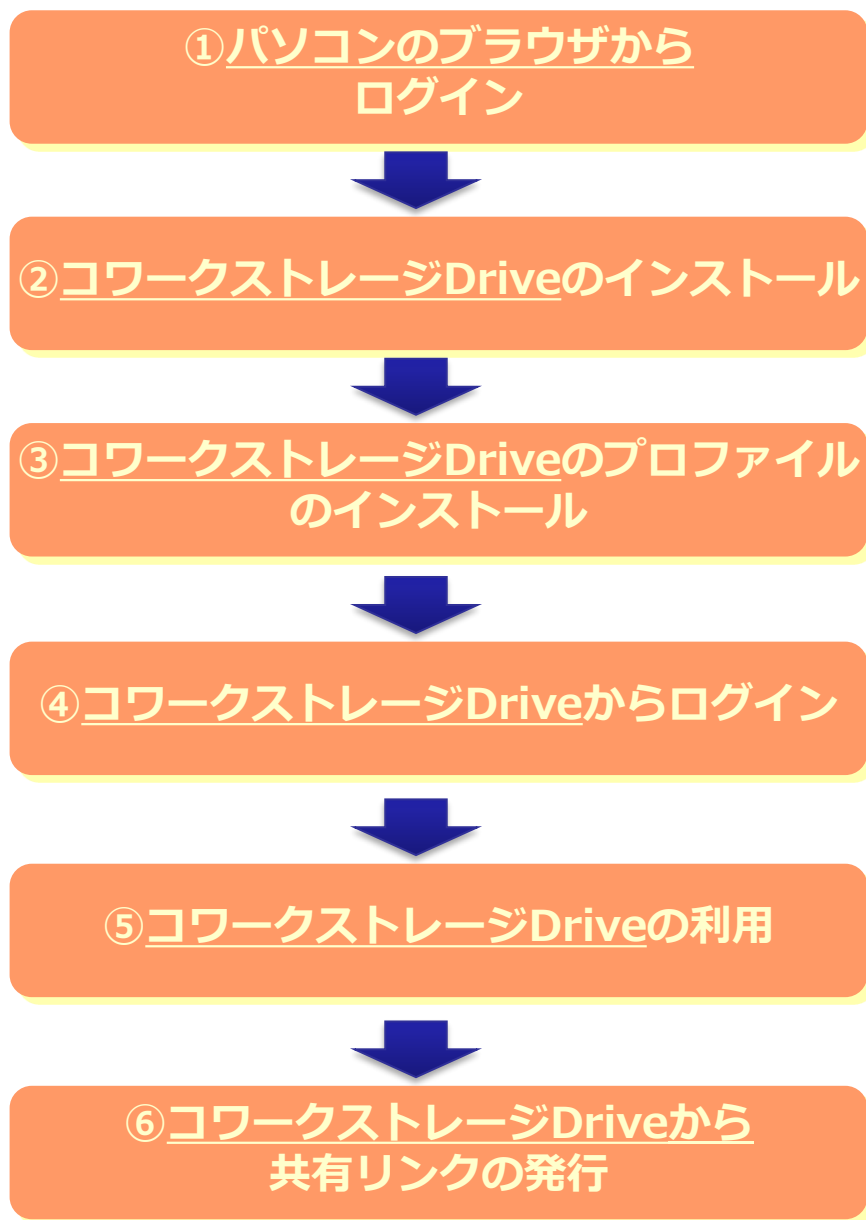 ①パソコンのブラウザから
ログイン
②コワークストレージDriveのインストール
③コワークストレージDriveのプロファイル
のインストール
④コワークストレージDriveからログイン
⑤コワークストレージDriveの利用
⑥コワークストレージDriveから
共有リンクの発行